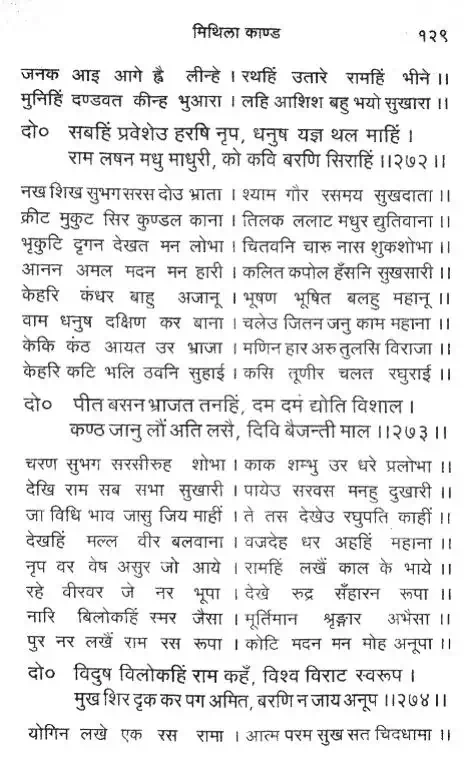 मिथिला काण्ड १२९
जनक आइ आगे ह्वै लीन्हे । रथहिं उतारे रामहिं भीने ।।
मुनिहिं दण्डवत कीन्ह भुआरा । लहि आशिश बहु भयो सुखारा ।।
दो० सबहिं प्रवेशेउ हरषि नृप, धनुष यज्ञ थल माहिं ।
राम लषन मधु माधुरी, को कवि बरणि सिराहिं ।।२७२।।
नख शिख सुभग सरस दोउ भ्राता । श्याम गौर रसमय सुखदाता ।।
क्रीट मुकुट सिर कुण्डल काना । तिलक ललाट मधुर द्युतिवाना ।।
भृकुटि दृगन देखत मन लोभा । चितवनि चारु नास शुकशोभा ।।
आनन अमल मदन मन हारी । कलित कपोल हँसनि सुखसारी ।।
केहरि कंधर बाहु अजानू । भूषण भूषित बलहु महानू ।।
वाम धनुष दक्षिण कर बाना । चलेउ जितन जनु काम महाना ।।
केकि कंठ आयत उर भ्राजा । मणिन हार अरु तुलसि विराजा ।।
केहरि कटि भलि ठवनि सुहाई । कसि तूणीर चलत रघुराई ।।
दो० पीत बसन भ्राजत तनहिं, दम दमं द्योति विशाल ।
कण्ठ जानु लौं अति लसै, दिवि बैजन्ती माल ।।२७३।।
चरण सुभग सरसीरुह शोभा । काक शम्भु उर धरे प्रलोभा ।।
देखि राम सब सभा सुखारी । पायेउ सरवस मनहु दुखारी ।।
जा विधि भाव जासु जिय माहीं । ते तस देखेउ रघुपति काहीं ।।
देखहिं मल्ल वीर बलवाना । वजदेह धर अहहिं महाना ।।
नृप वर वेष असुर जो आये । रामहिं लखें काल के भाये ।।
रहे वीरवर जे नर भूपा । देखे रुद्र सँहारन रूपा ।।
नारि बिलोकहिं स्मर जैसा । मूर्तिमान श्रृङ्गार अभैसा ।।
पुर नर लखें राम रस रूपा । कोटि मदन मन मोह अनूपा ।।
दो० विदुष विलोकहिं राम कहँ, विश्व विराट स्वरूप ।
मुख शिर दृक कर पग अमित, बरणि न जाय अनूप ।।२७४।।
योगिन लखे एक रस रामा । आत्म परम सुख सत चिदधामा ।।